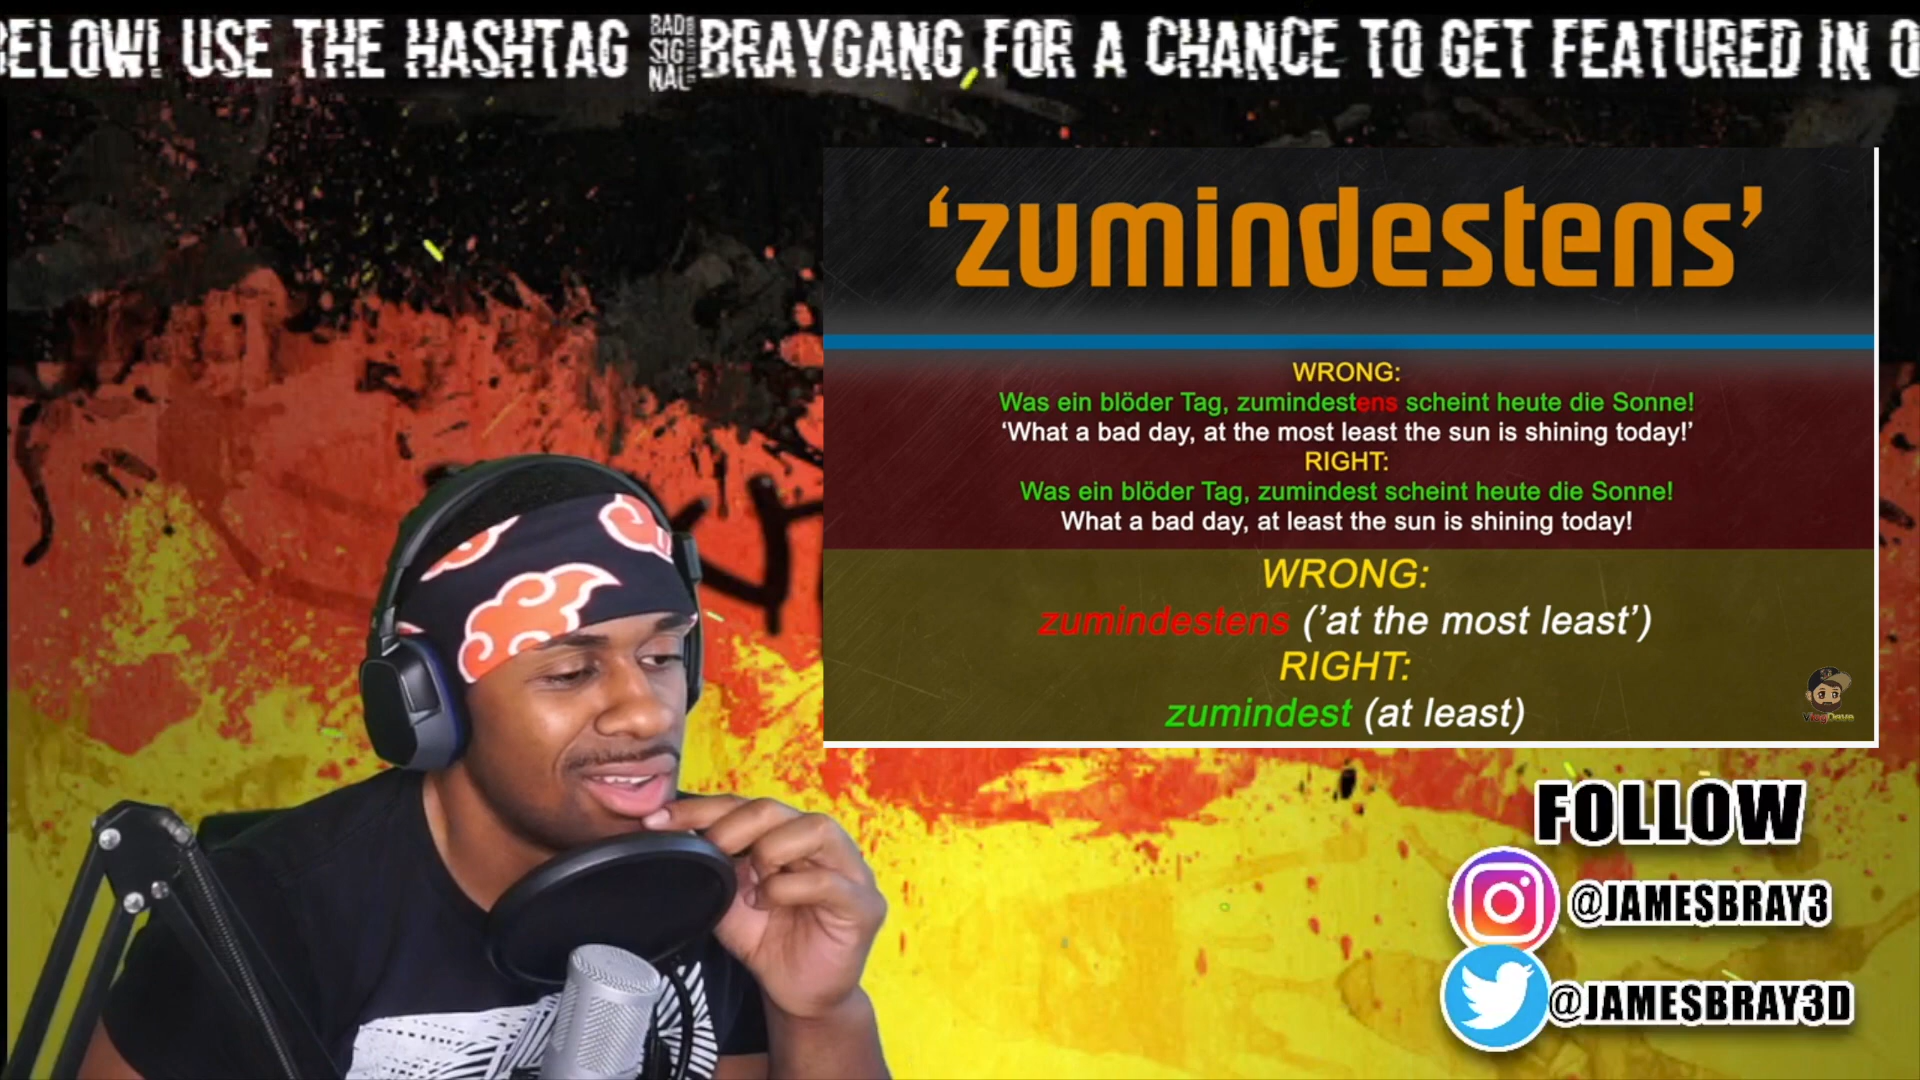 BELOW! USE THE HASHTAG BAD SIG NAL BRAYGANG FOR A CHANCE TO GET FEATURED IN O
‘zumindestens’
WRONG:
Was ein blöder Tag, zumindestens scheint heute die Sonne!
‘What a bad day, at the most least the sun is shining today!’
RIGHT:
Was ein blöder Tag, zumindest scheint heute die Sonne!
What a bad day, at least the sun is shining today!
WRONG:
zumindestens (’at the most least’)
RIGHT:
zumindest (at least)
VlogDave
FOLLOW
@JAMESBRAY3
@JAMESBRAY3D